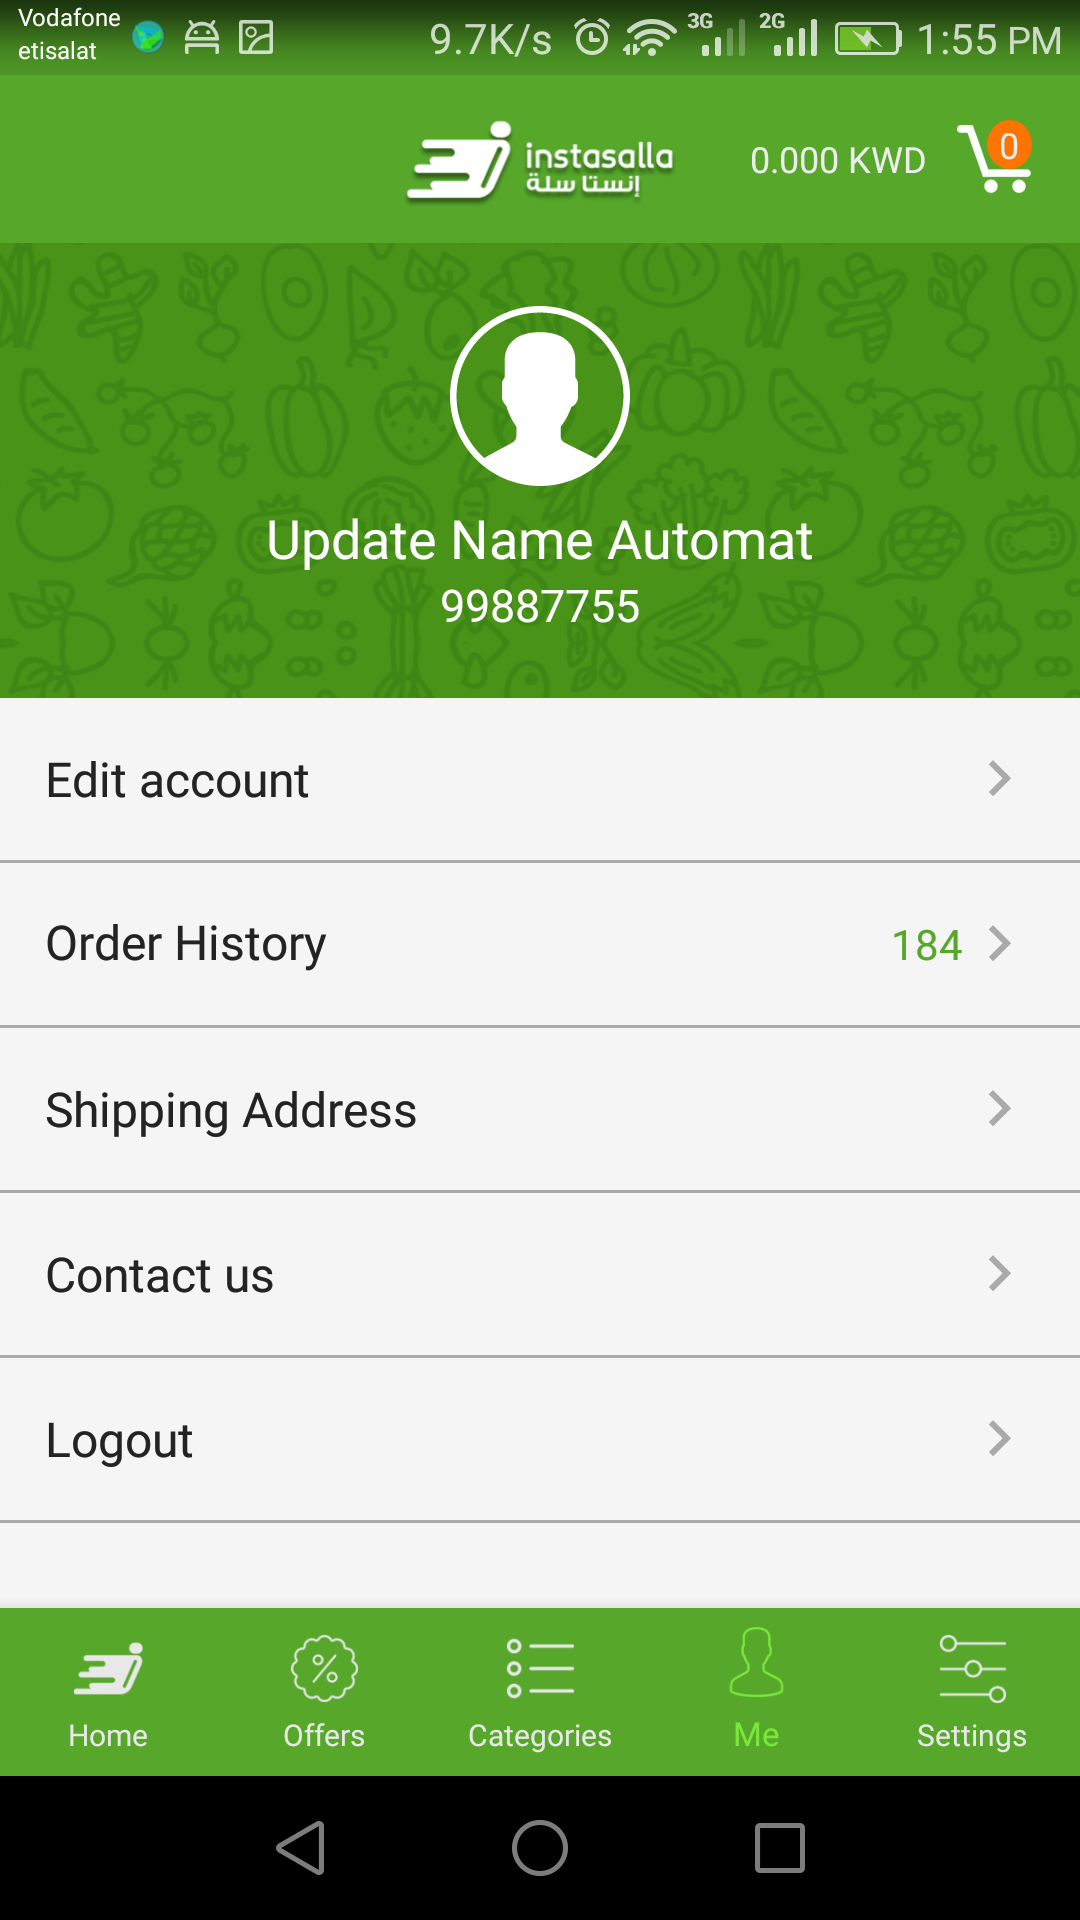 Vodafone
etisalat
9.7K/s 3G 2G 1:55 PM
instasalla
إنستا سلة
0.000 KWD 0
Update Name Automat
99887755
Edit account
Order History 184
Shipping Address
Contact us
Logout
Home Offers Categories Me Settings